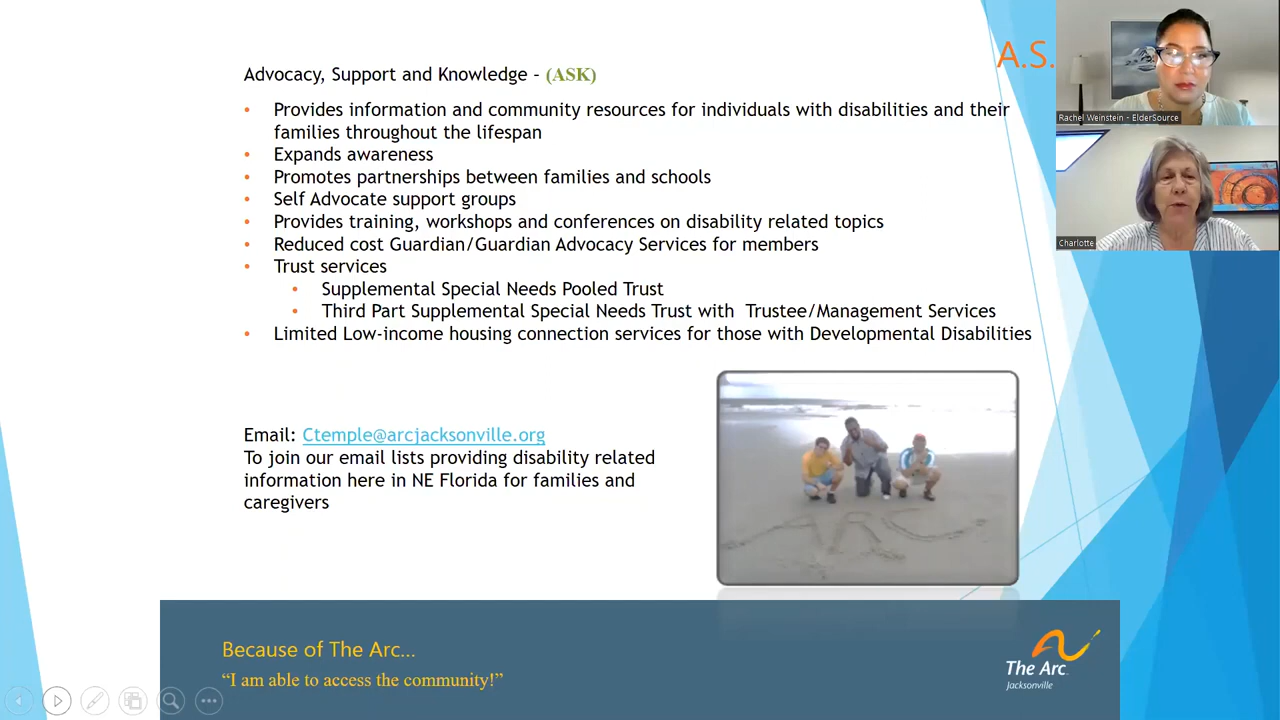 A.S.
Advocacy, Support and Knowledge - (ASK)
• Provides information and community resources for individuals with disabilities and their
families throughout the lifespan
• Expands awareness
• Promotes partnerships between families and schools
• Self Advocate support groups
• Provides training, workshops and conferences on disability related topics
• Reduced cost Guardian/Guardian Advocacy Services for members
• Trust services
• Supplemental Special Needs Pooled Trust
• Third Part Supplemental Special Needs Trust with Trustee/Management Services
• Limited Low-income housing connection services for those with Developmental Disabilities
Email: Ctemple@arcjacksonville.org
To join our email lists providing disability related
information here in NE Florida for families and
caregivers
ARC
Because of The Arc...
“I am able to access the community!”
The Arc
Jacksonville
Rachel Weinstein - ElderSource
Charlotte